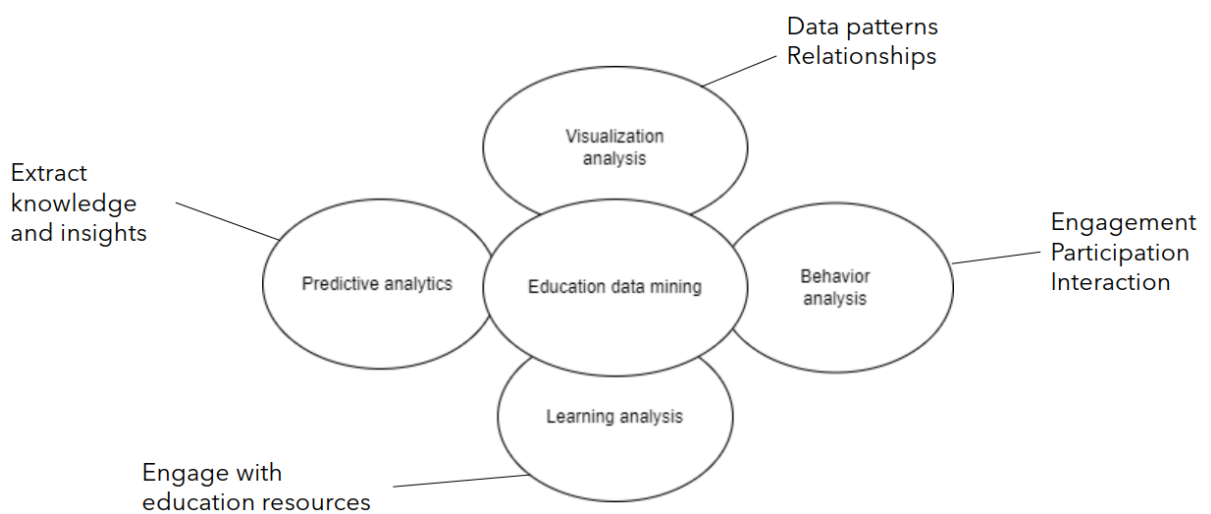 Data patterns
Relationships
Visualization
analysis
Extract
knowledge
and insights
Predictive analytics
Education data mining
Behavior
analysis
Engagement
Participation
Interaction
Learning analysis
Engage with
education resources